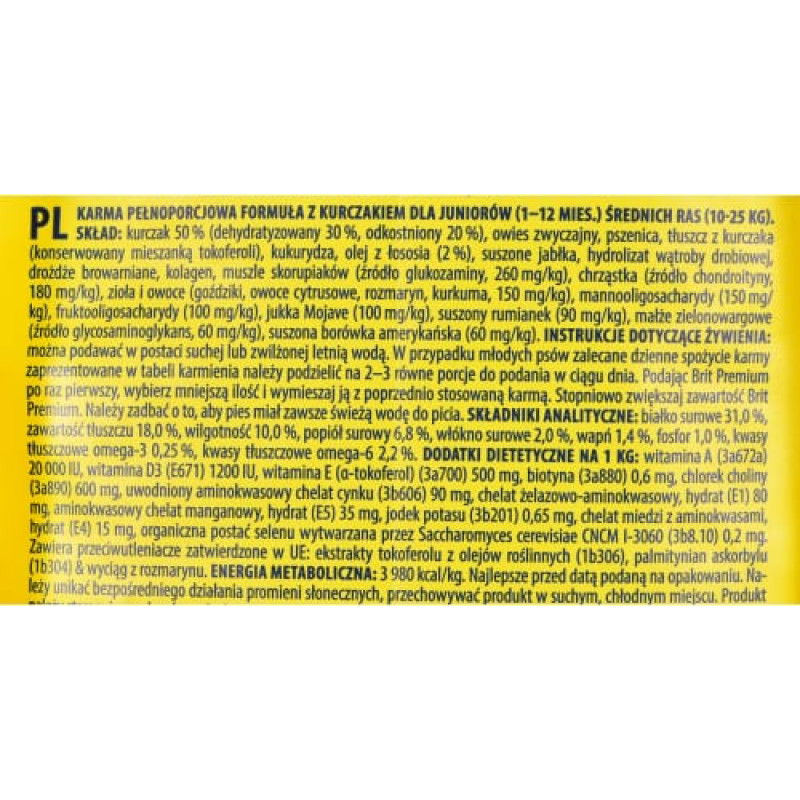 PL KARMA PEŁNOPORCJOWA FORMUŁA Z KURCZAKIEM DLA JUNIORÓW (1–12 MIES.) ŚREDNICH RAS (10-25 KG).
SKŁAD: kurczak 50 % (dehydratyzowany 30 %, odkostniony 20 %), owies zwyczajny, pszenica, tłuszcz z kurczaka
(konserwowany mieszanką tokoferoli), kukurydza, olej z łososia (2 %), suszone jabłka, hydrolizat wątroby drobiowej,
drożdże browarniane, kolagen, muszle skorupiaków (źródło glukozaminy, 260 mg/kg), chrząstka (źródło chondroityny,
180 mg/kg), zioła i owoce (goździki, owoce cytrusowe, rozmaryn, kurkuma, 150 mg/kg), mannooligosacharydy (150 mg/
kg), fruktooligosacharydy (100 mg/kg), jukka Mojave (100 mg/kg), suszony rumianek (90 mg/kg), małże zielonowargowe
(źródło glycosaminoglykans, 60 mg/kg), suszona borówka amerykańska (60 mg/kg). INSTRUKCJE DOTYCZĄCE ŻYWIENIA:
można podawać w postaci suchej lub zwilżonej letnią wodą. W przypadku młodych psów zalecane dzienne spożycie karmy
zaprezentowane w tabeli karmienia należy podzielić na 2–3 równe porcje do podania w ciągu dnia. Podając Brit Premium
po raz pierwszy, wybierz mniejszą ilość i wymieszaj ją z poprzednio stosowaną karmą. Stopniowo zwiększaj zawartość Brit
Premium. Należy zadbać o to, aby pies miał zawsze świeżą wodę do picia. SKŁADNIKI ANALITYCZNE: białko surowe 31,0 %,
zawartość tłuszczu 18,0 %, wilgotność 10,0 %, popiół surowy 6,8 %, włókno surowe 2,0 %, wapń 1,4 %, fosfor 1,0 %, kwasy
tłuszczowe omega-3 0,25 %, kwasy tłuszczowe omega-6 2,2 %. DODATKI DIETETYCZNE NA 1 KG: witamina A (3a672a)
20 000 IU, witamina D3 (E671) 1200 IU, witamina E (α-tokoferol) (3a700) 500 mg, biotyna (3a880) 0,6 mg, chlorek choliny
(3a890) 600 mg, uwodniony aminokwasowy chelat cynku (3b606) 90 mg, chelat żelazowo-aminokwasowy, hydrat (E1) 80
mg, aminokwasowy chelat manganowy, hydrat (E5) 35 mg, jodek potasu (3b201) 0,65 mg, chelat miedzi z aminokwasami,
hydrat (E4) 15 mg, organiczna postać selenu wytwarzana przez Saccharomyces cerevisiae CNCM I-3060 (3b8.10) 0,2 mg.
Zawiera przeciwutleniacze zatwierdzone w UE: ekstrakty tokoferolu z olejów roślinnych (1b306), palmitynian askorbylu
(1b304) & wyciąg z rozmarynu. ENERGIA METABOLICZNA: 3 980 kcal/kg. Najlepsze przed datą podaną na opakowaniu. Na-
leży unikać bezpośredniego działania promieni słonecznych, przechowywać produkt w suchym, chłodnym miejscu. Produkt